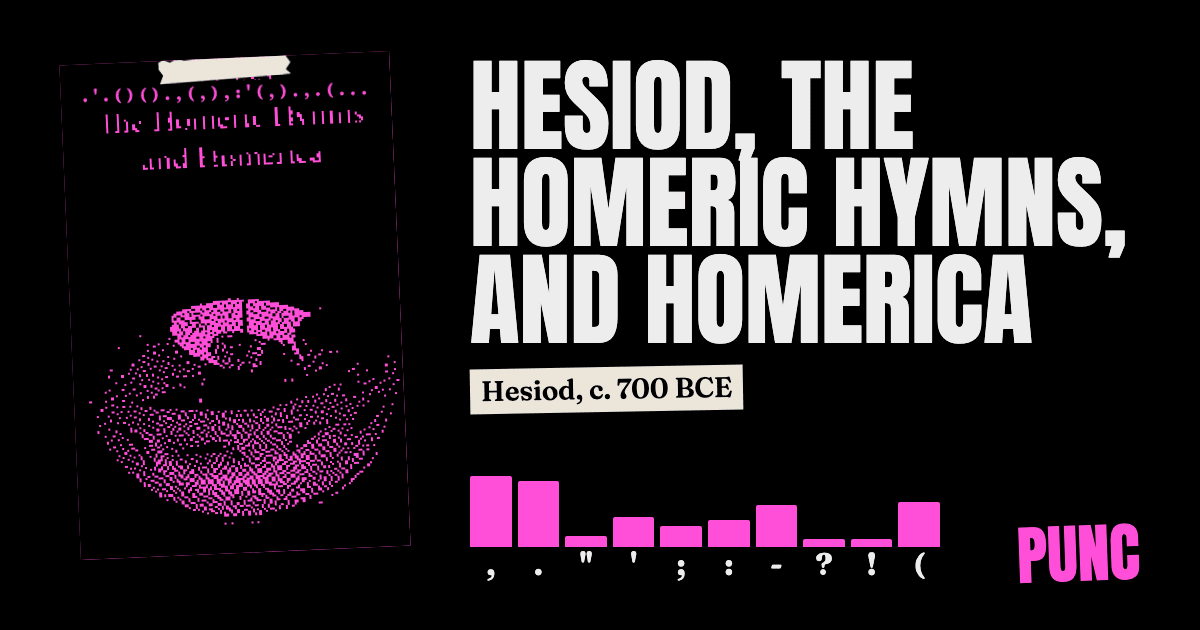 .'.()().,(,),:'(,).,.(...
The Homeric Hymns
and Homerica
HESIOD, THE
HOMERIC HYMNS,
AND HOMERICA
Hesiod, c. 700 BCE
, . " ' ; : - ? ! (
PUNC